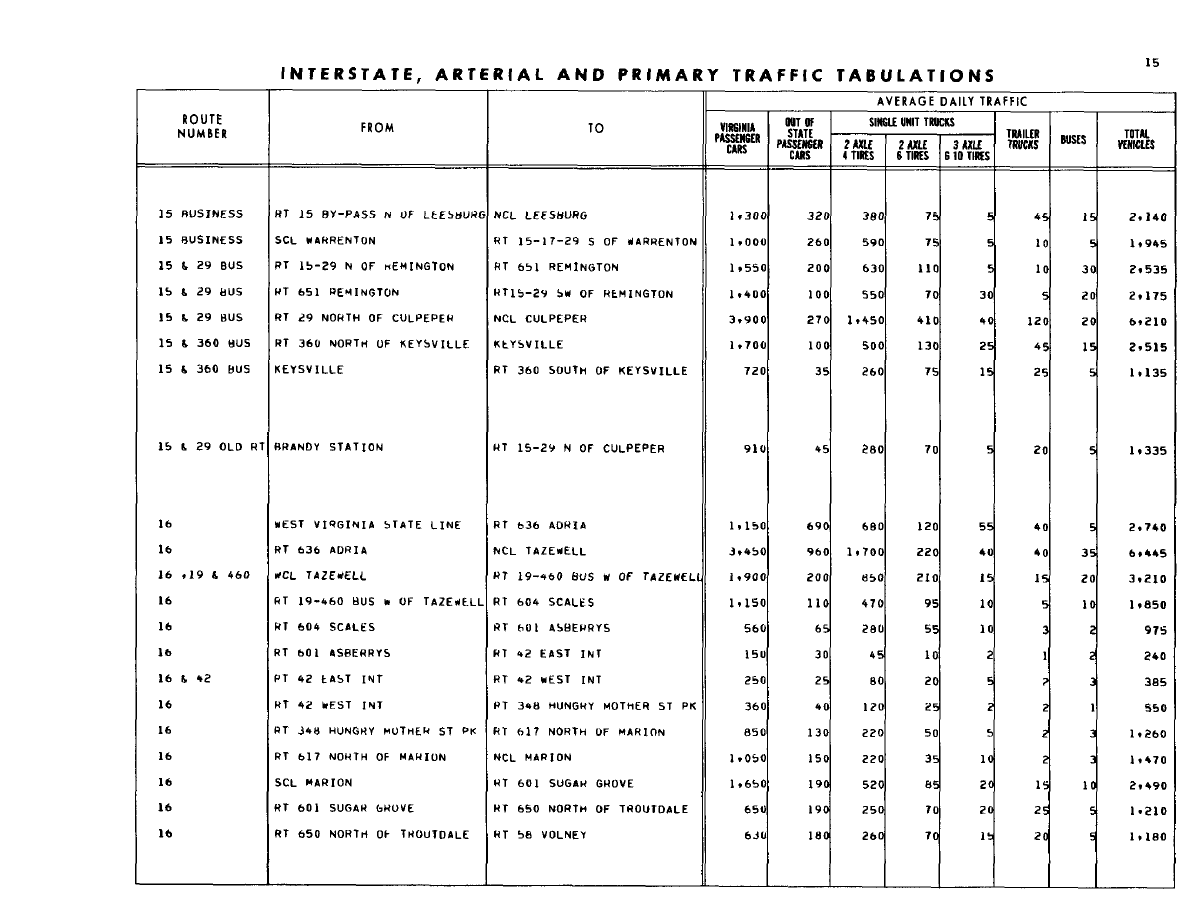 15
INTERSTATE, ARTERIAL AND PRIMARY TRAFFIC TABULATIONS
ROUTE NUMBER FROM TO AVERAGE DAILY TRAFFIC
VIRGINIA PASSENGER CARS OUT OF STATE PASSENGER CARS SINGLE UNIT TRUCKS TRAILER TRUCKS BUSES TOTAL VEHICLES
2 AXLE 4 TIRES 2 AXLE 6 TIRES 3 AXLE 6 10 TIRES
15 BUSINESS RT 15 BY-PASS N OF LEESBURG NCL LEESBURG 1,300 320 380 75 5 45 15 2,140
15 BUSINESS SCL WARRENTON RT 15-17-29 S OF WARRENTON 1,000 260 590 75 5 10 5 1,945
15 & 29 BUS RT 15-29 N OF REMINGTON RT 651 REMINGTON 1,550 200 630 110 5 10 30 2,535
15 & 29 BUS RT 651 REMINGTON RT15-29 SW OF REMINGTON 1,400 100 550 70 30 5 20 2,175
15 & 29 BUS RT 29 NORTH OF CULPEPER NCL CULPEPER 3,900 270 1,450 410 40 120 20 6,210
15 & 360 BUS RT 360 NORTH OF KEYSVILLE KEYSVILLE 1,700 100 500 130 25 45 15 2,515
15 & 360 BUS KEYSVILLE RT 360 SOUTH OF KEYSVILLE 720 35 260 75 15 25 5 1,135
15 & 29 OLD RT BRANDY STATION RT 15-29 N OF CULPEPER 910 45 280 70 5 20 5 1,335
16 WEST VIRGINIA STATE LINE RT 636 ADRIA 1,150 690 680 120 55 40 5 2,740
16 RT 636 ADRIA NCL TAZEWELL 3,450 960 1,700 220 40 40 35 6,445
16 ,19 & 460 WCL TAZEWELL RT 19-460 BUS W OF TAZEWELL 1,900 200 850 210 15 15 20 3,210
16 RT 19-460 BUS W OF TAZEWELL RT 604 SCALES 1,150 110 470 95 10 5 10 1,850
16 RT 604 SCALES RT 601 ASBERRYS 560 65 280 55 10 3 2 975
16 RT 601 ASBERRYS RT 42 EAST INT 150 30 45 10 2 1 2 240
16 & 42 RT 42 EAST INT RT 42 WEST INT 250 25 80 20 5 2 3 385
16 RT 42 WEST INT RT 348 HUNGRY MOTHER ST PK 360 40 120 25 2 2 1 550
16 RT 348 HUNGRY MOTHER ST PK RT 617 NORTH OF MARION 850 130 220 50 5 2 3 1,260
16 RT 617 NORTH OF MARION NCL MARION 1,050 150 220 35 10 2 3 1,470
16 SCL MARION RT 601 SUGAR GROVE 1,650 190 520 85 20 15 10 2,490
16 RT 601 SUGAR GROVE RT 650 NORTH OF TROUTDALE 650 190 250 70 20 25 5 1,210
16 RT 650 NORTH OF TROUTDALE RT 58 VOLNEY 630 180 260 70 15 20 5 1,180